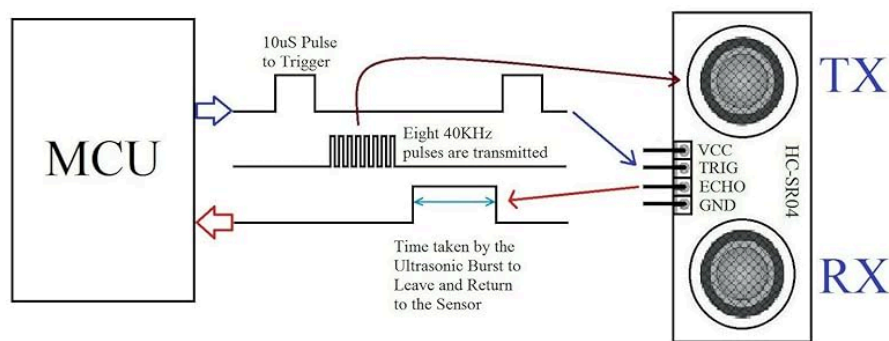 MCU
10uS Pulse
to Trigger
Eight 40KHz
pulses are transmitted
Time taken by the
Ultrasonic Burst to
Leave and Return
to the Sensor
VCC
TRIG
ECHO
GND
HC-SR04
TX
RX